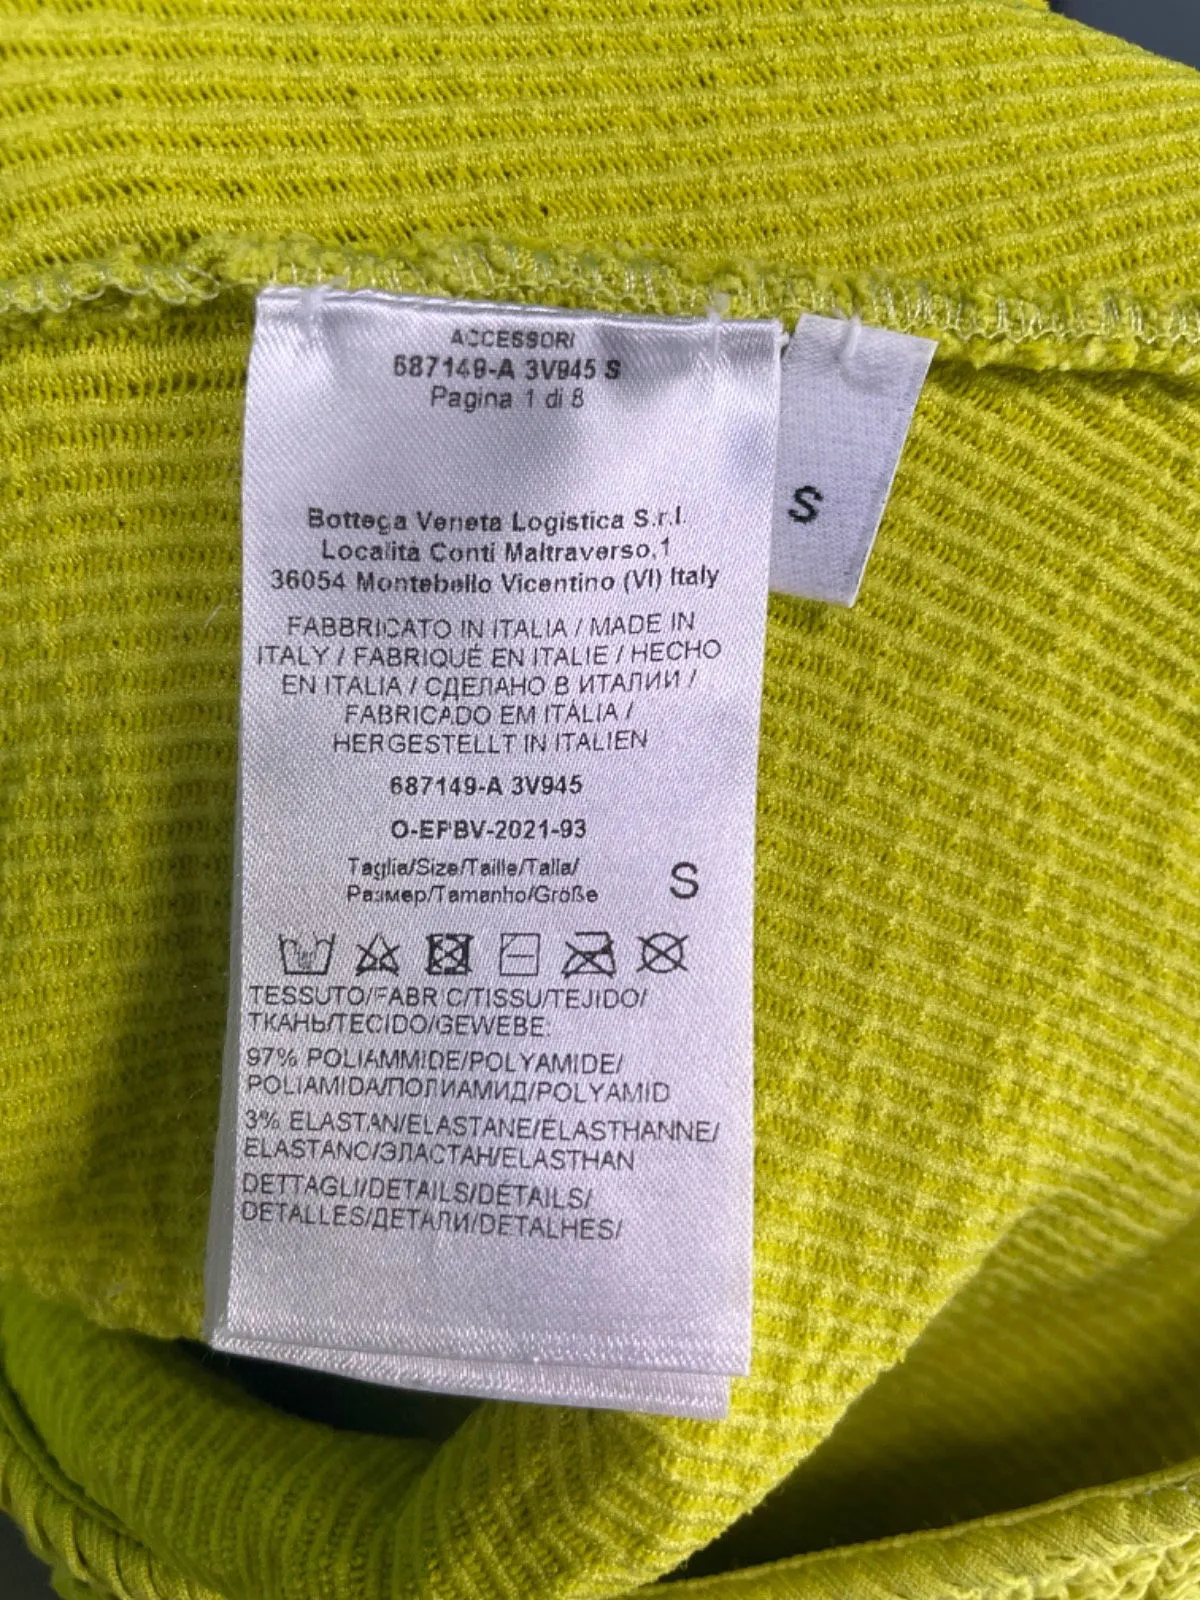 ACCESSORI
687149-A 3V945 S
Pagina 1 di 8
Bottega Veneta Logistica S.r.l.
Località Conti Maltraverso,1
36054 Montebello Vicentino (VI) Italy
FABBRICATO IN ITALIA / MADE IN
ITALY / FABRIQUÉ EN ITALIE / HECHO
EN ITALIA / СДЕЛАНО В ИТАЛИИ /
FABRICADO EM ITÁLIA /
HERGESTELLT IN ITALIEN
687149-A 3V945
O-EPBV-2021-93
Taglia/Size/Taille/Talla/
Размер/Tamanho/Größe
S
TESSUTO/FABRIC/TISSU/TEJIDO/
ТКАНЬ/TECIDO/GEWEBE:
97% POLIAMMIDE/POLYAMIDE/
POLIAMIDA/ПОЛИАМИД/POLYAMID
3% ELASTAN/ELASTANE/ÉLASTHANNE/
ELASTANO/ЭЛАСТАН/ELASTHAN
DETTAGLI/DETAILS/DÉTAILS/
DETALLES/ДЕТАЛИ/DETALHES/
S